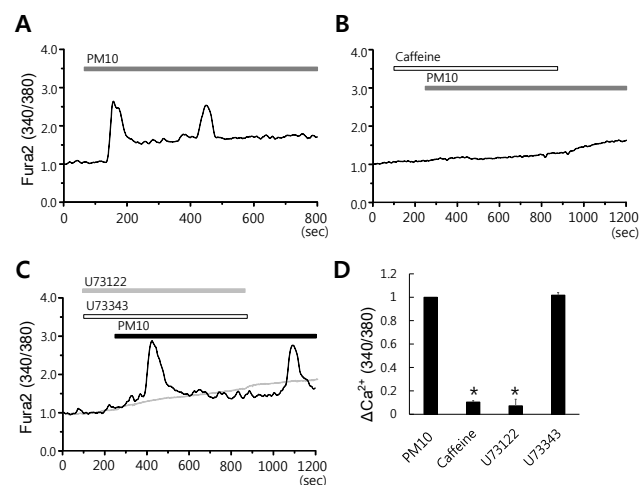 A
PM10
Fura2 (340/380)
4.0
3.0
2.0
1.0
0.0
0 200 400 600 800
(sec)
B
Caffeine
PM10
4.0
3.0
2.0
1.0
0.0
0 200 400 600 800 1000 1200
(sec)
C
U73122
U73343
PM10
Fura2 (340/380)
4.0
3.0
2.0
1.0
0.0
0 200 400 600 800 1000 1200
(sec)
D
ΔCa²⁺ (340/380)
1.2
1
0.8
0.6
0.4
0.2
0
* *
PM10 Caffeine U73122 U73343